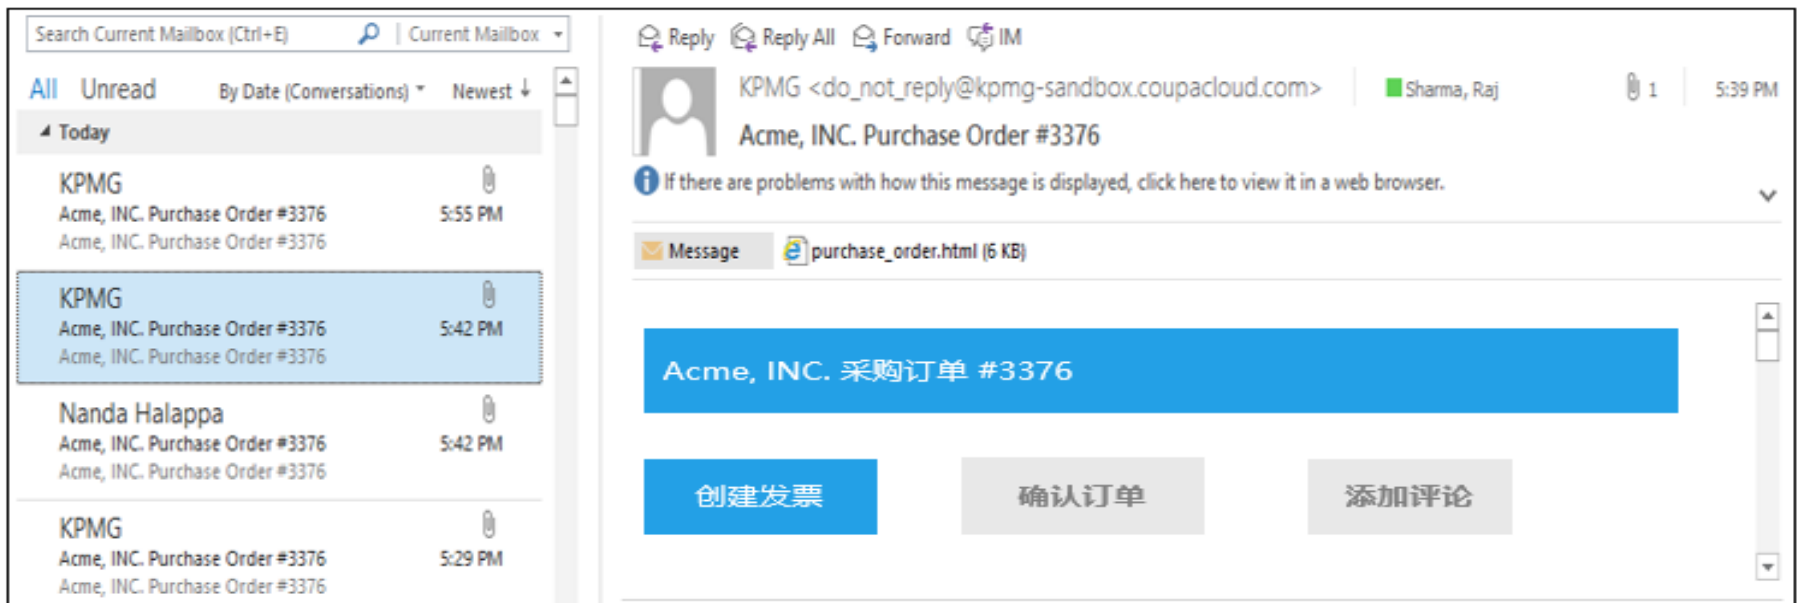 Search Current Mailbox (Ctrl+E)
Current Mailbox
All Unread By Date (Conversations) Newest ↓
Today
KPMG
Acme, INC. Purchase Order #3376 5:55 PM
Acme, INC. Purchase Order #3376
KPMG
Acme, INC. Purchase Order #3376 5:42 PM
Acme, INC. Purchase Order #3376
Nanda Halappa
Acme, INC. Purchase Order #3376 5:42 PM
Acme, INC. Purchase Order #3376
KPMG
Acme, INC. Purchase Order #3376 5:29 PM
Acme, INC. Purchase Order #3376
Reply Reply All Forward IM
KPMG <do_not_reply@kpmg-sandbox.coupacloud.com> Sharma, Raj 1 5:39 PM
Acme, INC. Purchase Order #3376
If there are problems with how this message is displayed, click here to view it in a web browser.
Message purchase_order.html (6 KB)
Acme, INC. 采购订单 #3376
创建发票 确认订单 添加评论